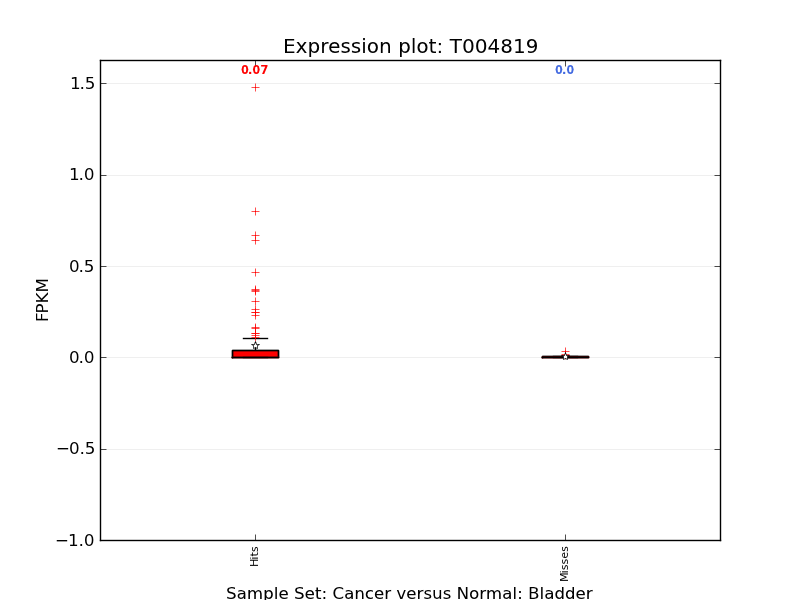 Expression plot: T004819
0.07
0.0
1.5
1.0
0.5
0.0
−0.5
−1.0
FPKM
Hits
Misses
Sample Set: Cancer versus Normal: Bladder